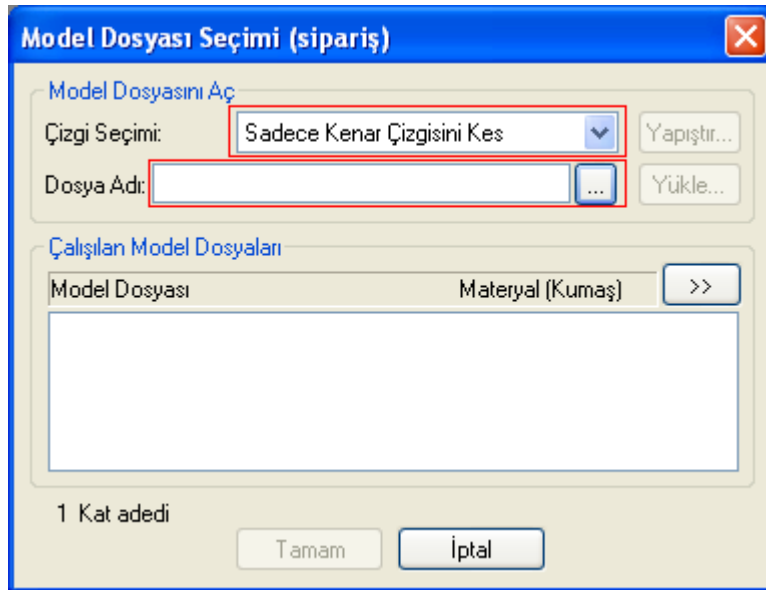 Model Dosyası Seçimi (sipariş)
Model Dosyasını Aç
Çizgi Seçimi: Sadece Kenar Çizgisini Kes Yapıştır...
Dosya Adı: ... Yükle...
Çalışılan Model Dosyaları
Model Dosyası Materyal (Kumaş) >>
1 Kat adedi
Tamam İptal